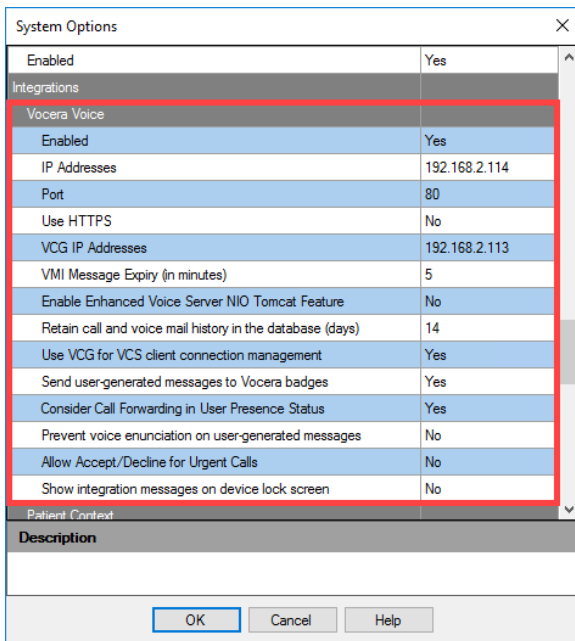 System Options
Enabled Yes
Integrations
Vocera Voice
Enabled Yes
IP Addresses 192.168.2.114
Port 80
Use HTTPS No
VCG IP Addresses 192.168.2.113
VMI Message Expiry (in minutes) 5
Enable Enhanced Voice Server NIO Tomcat Feature No
Retain call and voice mail history in the database (days) 14
Use VCG for VCS client connection management Yes
Send user-generated messages to Vocera badges Yes
Consider Call Forwarding in User Presence Status Yes
Prevent voice enunciation on user-generated messages No
Allow Accept/Decline for Urgent Calls No
Show integration messages on device lock screen No
Patient Context
Description
OK Cancel Help